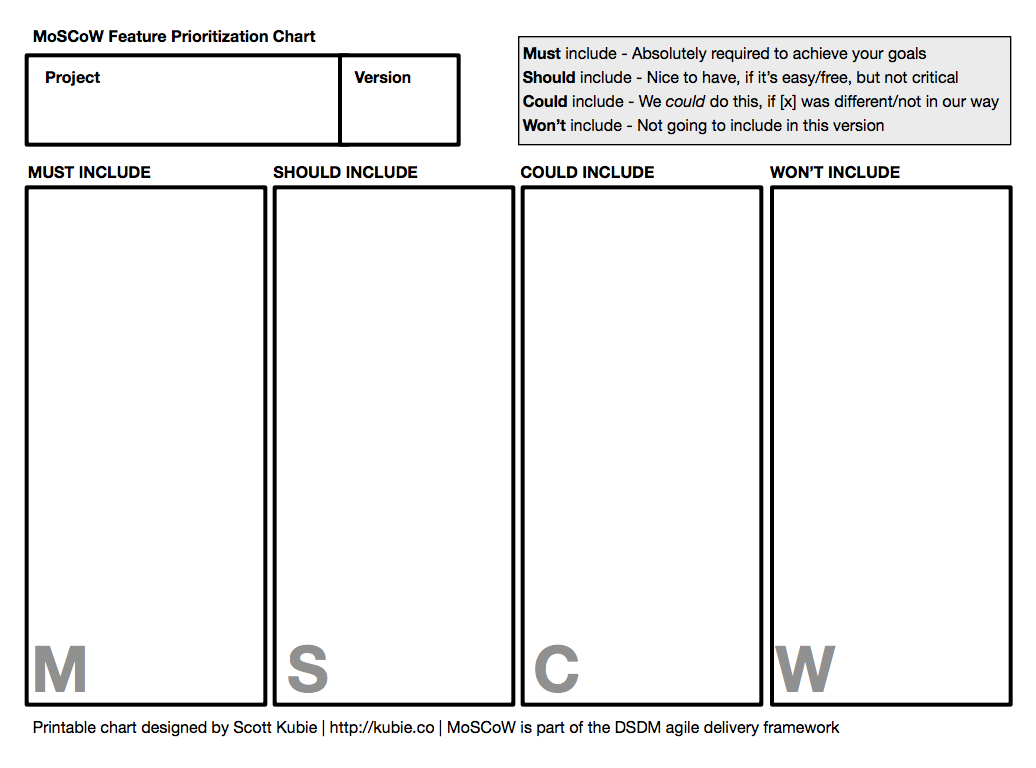 MoSCoW Feature Prioritization Chart
Project
Version
Must include - Absolutely required to achieve your goals
Should include - Nice to have, if it's easy/free, but not critical
Could include - We could do this, if [x] was different/not in our way
Won't include - Not going to include in this version
MUST INCLUDE
SHOULD INCLUDE
COULD INCLUDE
WON'T INCLUDE
M
S
C
W
Printable chart designed by Scott Kubie | http://kubie.co | MoSCoW is part of the DSDM agile delivery framework